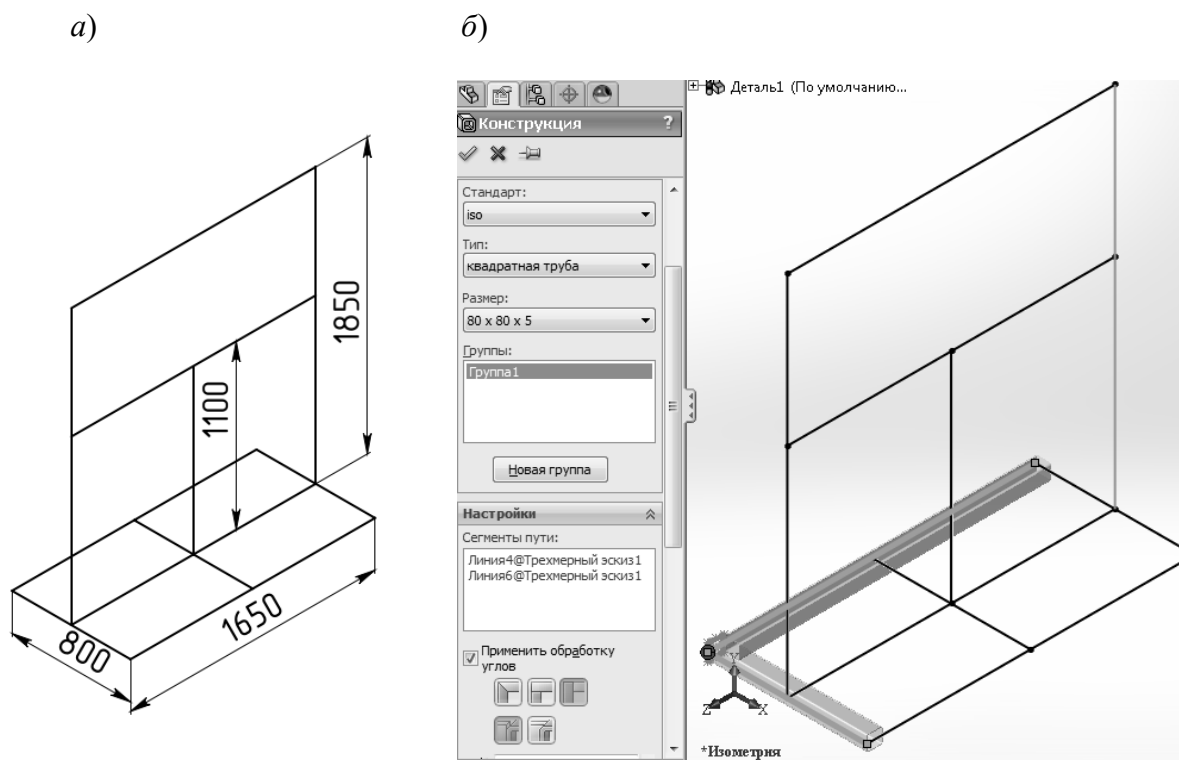 а)
б)
1850
1100
800
1650
Деталь1 (По умолчанию...
Конструкция ?
Стандарт:
iso
Тип:
квадратная труба
Размер:
80 x 80 x 5
Группы:
Группа1
Новая группа
Настройки
Сегменты пути:
Линия4@Трехмерный эскиз1
Линия6@Трехмерный эскиз1
Применить обработку
углов
Y
Z
X
*Изометрия